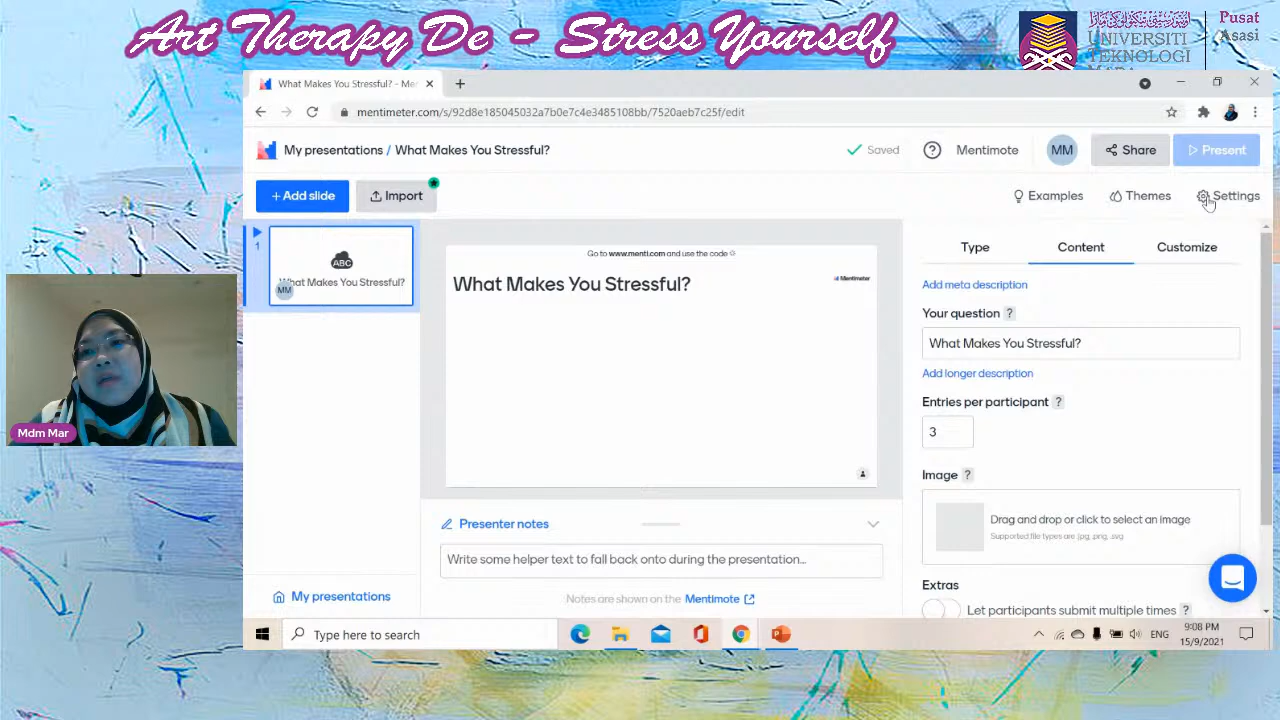 Art Therapy De - Stress Yourself
UNIVERSITI
TEKNOLOGI
Pusat
Asasi
What Makes You Stressful? - Me
mentimeter.com/s/92d8e185045032a7b0e7c4e3485108bb/7520aeb7c25f/edit
My presentations / What Makes You Stressful?
Saved
Mentimote
MM
Share
Present
+ Add slide
Import
Examples
Themes
Settings
1
ABC
What Makes You Stressful?
MM
Go to www.menti.com and use the code
What Makes You Stressful?
Mentimeter
Type
Content
Customize
Add meta description
Your question ?
What Makes You Stressful?
Add longer description
Entries per participant ?
3
Image ?
Drag and drop or click to select an image
Supported file types are .jpg, .png, .svg
Extras
Let participants submit multiple times ?
Presenter notes
Write some helper text to fall back onto during the presentation...
Notes are shown on the Mentimote
My presentations
Mdm Mar
Type here to search
ENG
9:08 PM
15/9/2021